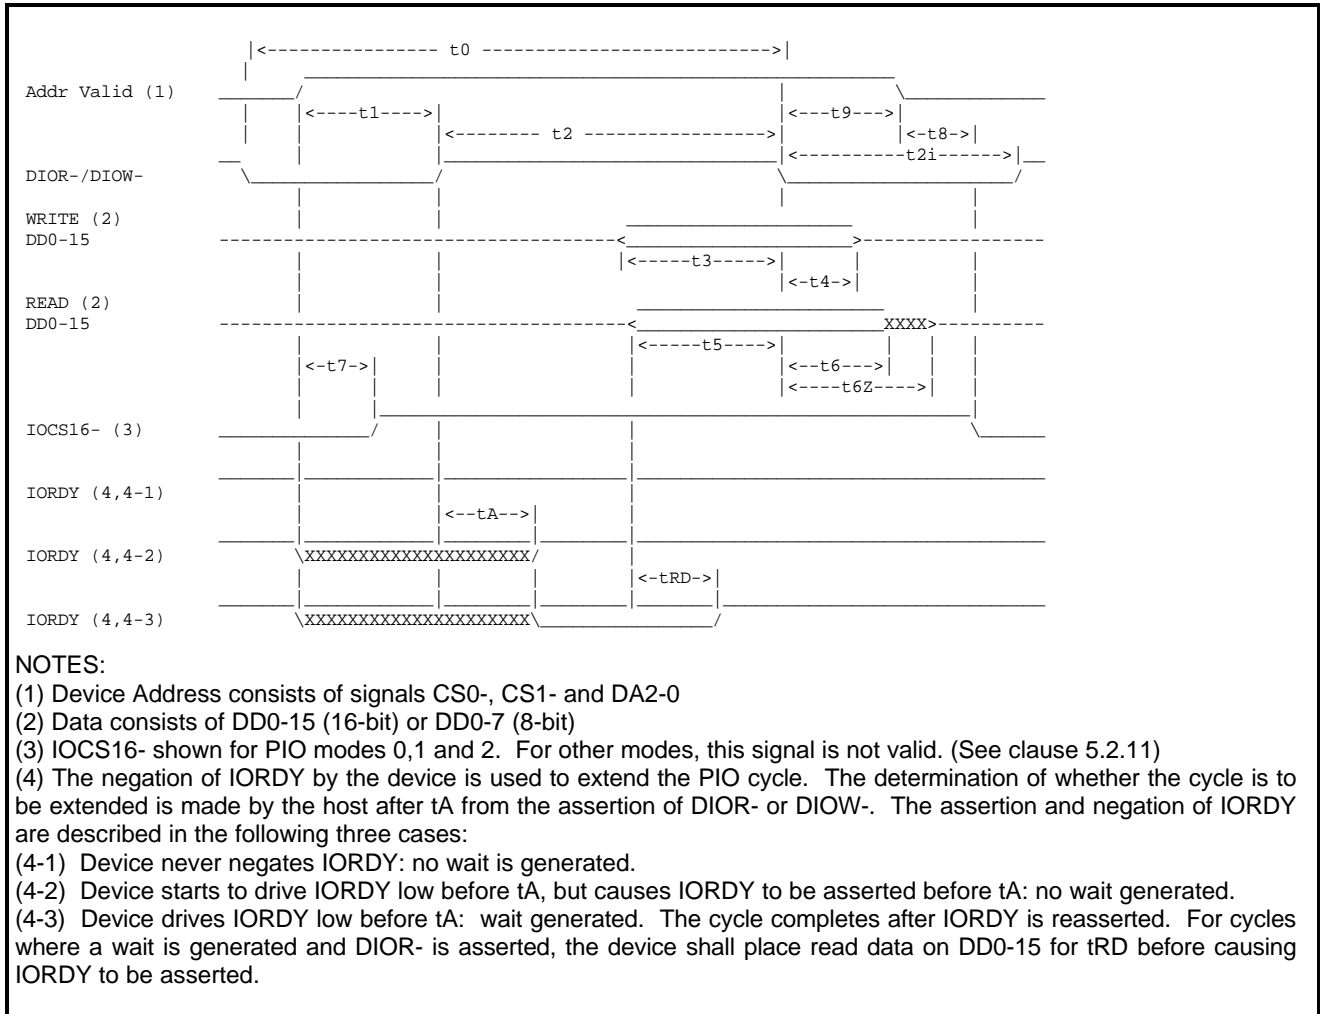 |<---------------- t0 --------------------------->|
Addr Valid (1)
|<----t1---->| |<---t9--->|
|<-------- t2 ----------------->| |<-t8->|
|<----------t2i------>|
DIOR-/DIOW-
WRITE (2)
DD0-15 ------------------------------------< >-----------------
|<-----t3----->|
|<-t4->|
READ (2)
DD0-15 -------------------------------------< XXXX>----------
|<-----t5---->|
|<-t7->| |<--t6--->|
|<----t6Z---->|
IOCS16- (3)
IORDY (4,4-1)
|<--tA-->|
IORDY (4,4-2) \XXXXXXXXXXXXXXXXXXXXX/
|<-tRD->|
IORDY (4,4-3) \XXXXXXXXXXXXXXXXXXXXX\________________/
NOTES:
(1) Device Address consists of signals CS0-, CS1- and DA2-0
(2) Data consists of DD0-15 (16-bit) or DD0-7 (8-bit)
(3) IOCS16- shown for PIO modes 0,1 and 2. For other modes, this signal is not valid. (See clause 5.2.11)
(4) The negation of IORDY by the device is used to extend the PIO cycle. The determination of whether the cycle is to
be extended is made by the host after tA from the assertion of DIOR- or DIOW-. The assertion and negation of IORDY
are described in the following three cases:
(4-1) Device never negates IORDY: no wait is generated.
(4-2) Device starts to drive IORDY low before tA, but causes IORDY to be asserted before tA: no wait generated.
(4-3) Device drives IORDY low before tA: wait generated. The cycle completes after IORDY is reasserted. For cycles
where a wait is generated and DIOR- is asserted, the device shall place read data on DD0-15 for tRD before causing
IORDY to be asserted.